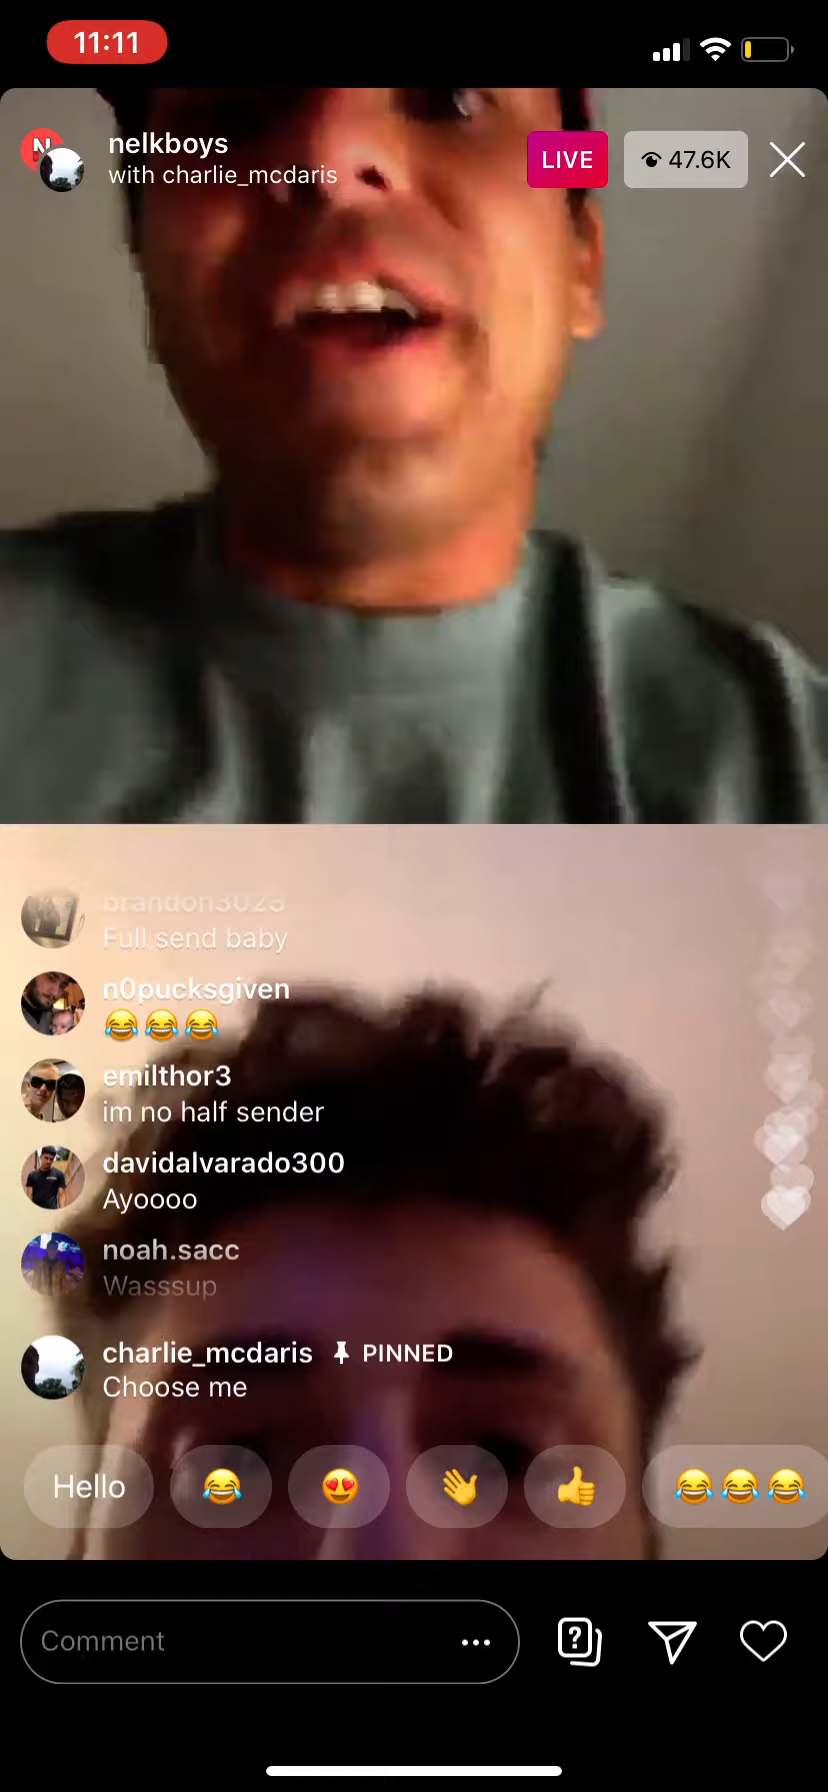 11:11
nelkboys
with charlie_mcdaris
LIVE
47.6K
brandon3023
Full send baby
n0pucksgiven
😂😂😂
emilthor3
im no half sender
davidalvarado300
Ayoooo
noah.sacc
Wasssup
charlie_mcdaris PINNED
Choose me
Hello 😂 😍 👋 👍 😂😂😂
Comment